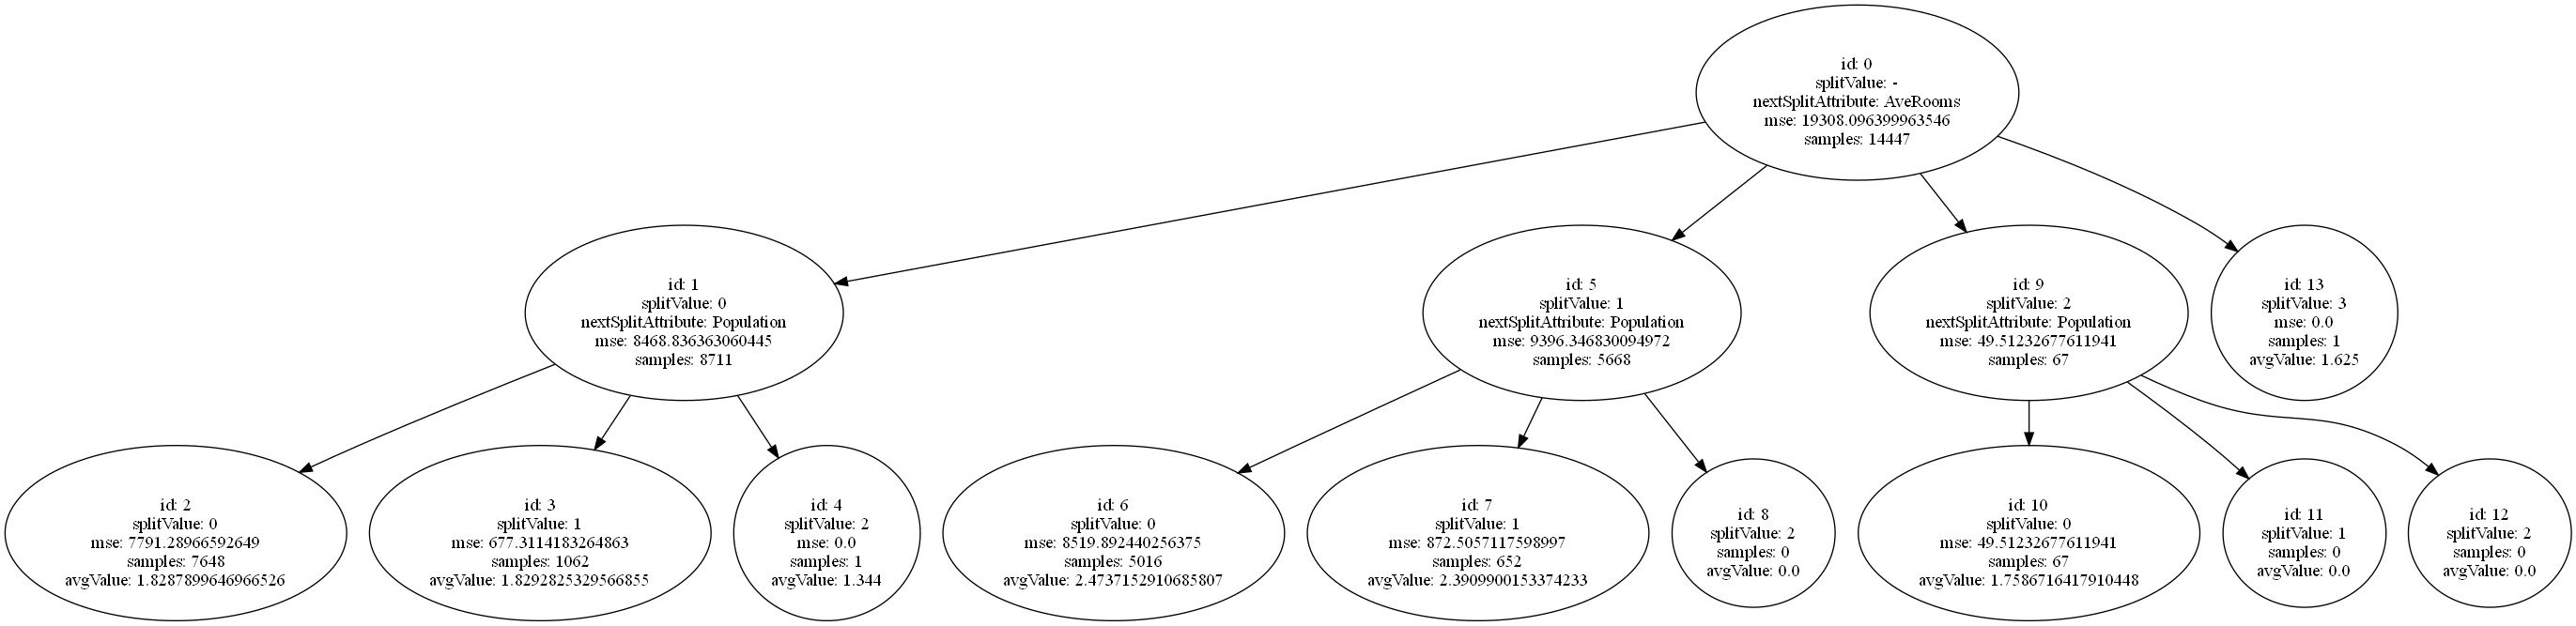 id: 0
splitValue: -
nextSplitAttribute: AveRooms
mse: 19308.096399963546
samples: 14447
id: 1
splitValue: 0
nextSplitAttribute: Population
mse: 8468.836363060445
samples: 8711
id: 5
splitValue: 1
nextSplitAttribute: Population
mse: 9396.346830094972
samples: 5668
id: 9
splitValue: 2
nextSplitAttribute: Population
mse: 49.51232677611941
samples: 67
id: 13
splitValue: 3
mse: 0.0
samples: 1
avgValue: 1.625
id: 2
splitValue: 0
mse: 7791.28966592649
samples: 7648
avgValue: 1.8287899646966526
id: 3
splitValue: 1
mse: 677.3114183264863
samples: 1062
avgValue: 1.8292825329566855
id: 4
splitValue: 2
mse: 0.0
samples: 1
avgValue: 1.344
id: 6
splitValue: 0
mse: 8519.892440256375
samples: 5016
avgValue: 2.4737152910685807
id: 7
splitValue: 1
mse: 872.5057117598997
samples: 652
avgValue: 2.3909900153374233
id: 8
splitValue: 2
samples: 0
avgValue: 0.0
id: 10
splitValue: 0
mse: 49.51232677611941
samples: 67
avgValue: 1.7586716417910448
id: 11
splitValue: 1
samples: 0
avgValue: 0.0
id: 12
splitValue: 2
samples: 0
avgValue: 0.0